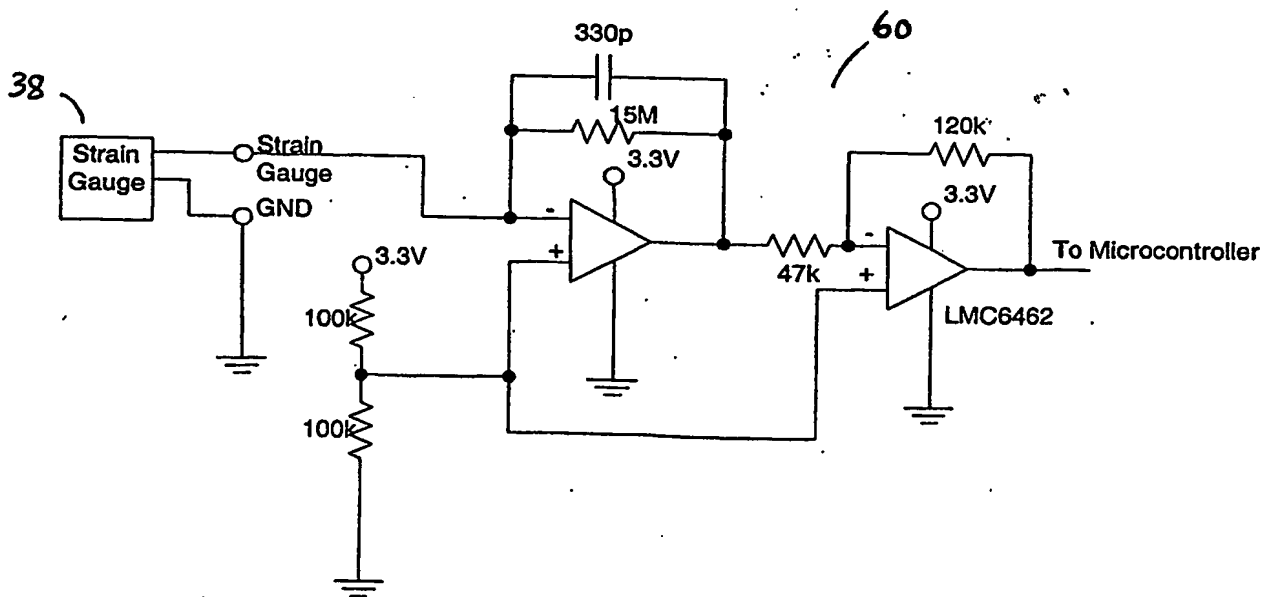 60
330p
38
15M
120k
Strain
Gauge
Strain
Gauge
3.3V
3.3V
GND
-
+
-
+
3.3V
47k
To Microcontroller
100k
LMC6462
100k